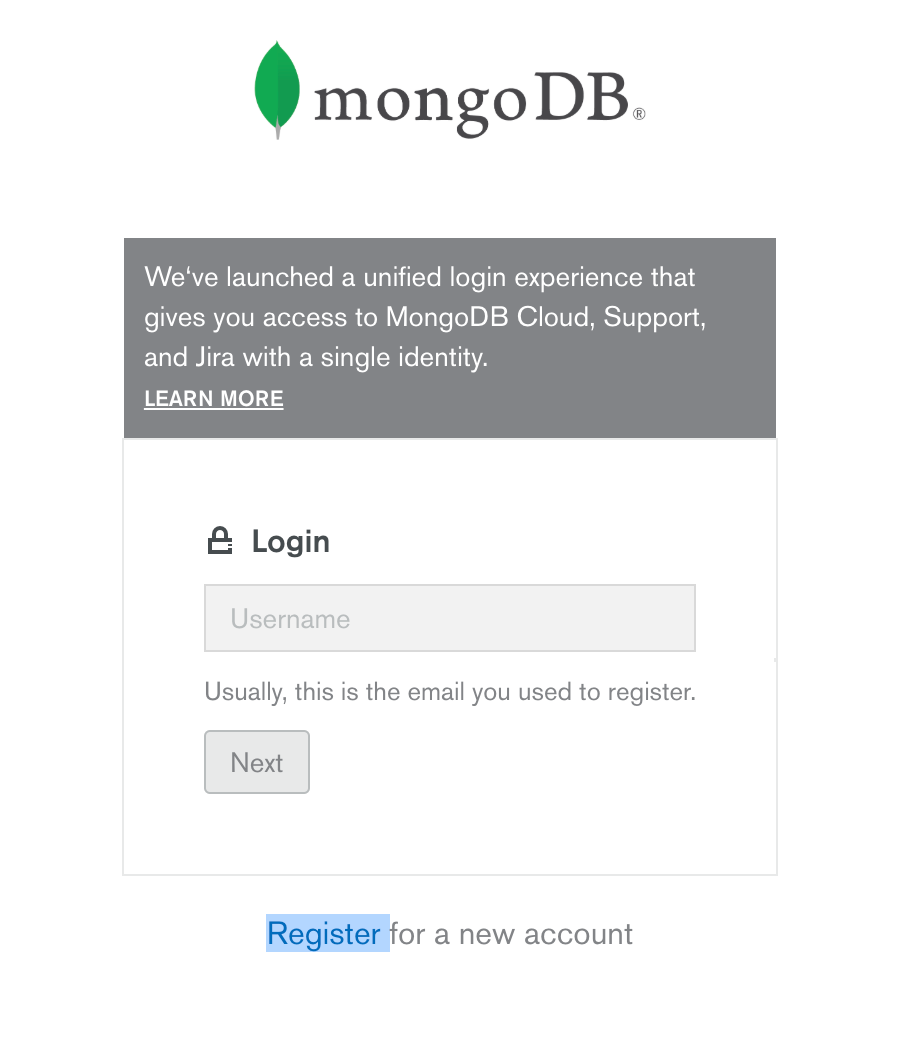 mongoDB®
We‘ve launched a unified login experience that
gives you access to MongoDB Cloud, Support,
and Jira with a single identity.
LEARN MORE
Login
Username
Usually, this is the email you used to register.
Next
Register for a new account